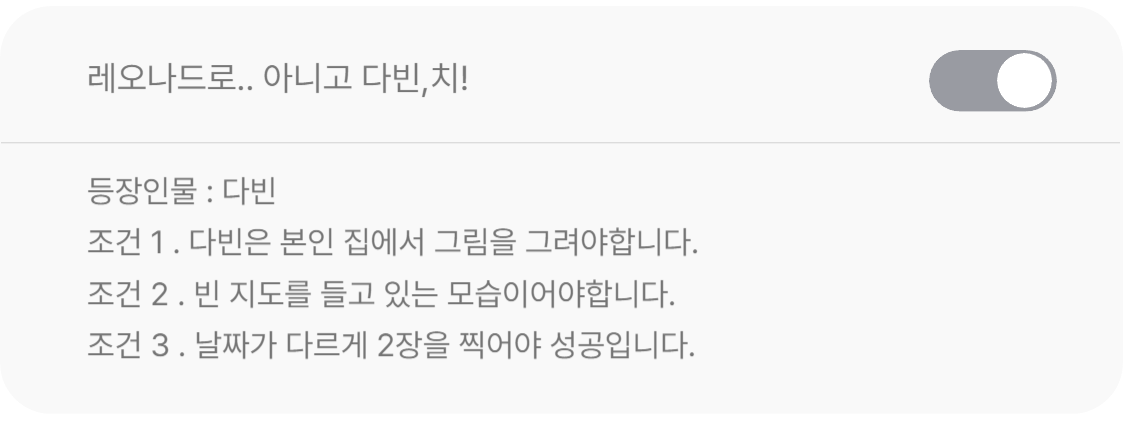 레오나드로.. 아니고 다빈,치!
등장인물 : 다빈
조건 1 . 다빈은 본인 집에서 그림을 그려야합니다.
조건 2 . 빈 지도를 들고 있는 모습이어야합니다.
조건 3 . 날짜가 다르게 2장을 찍어야 성공입니다.